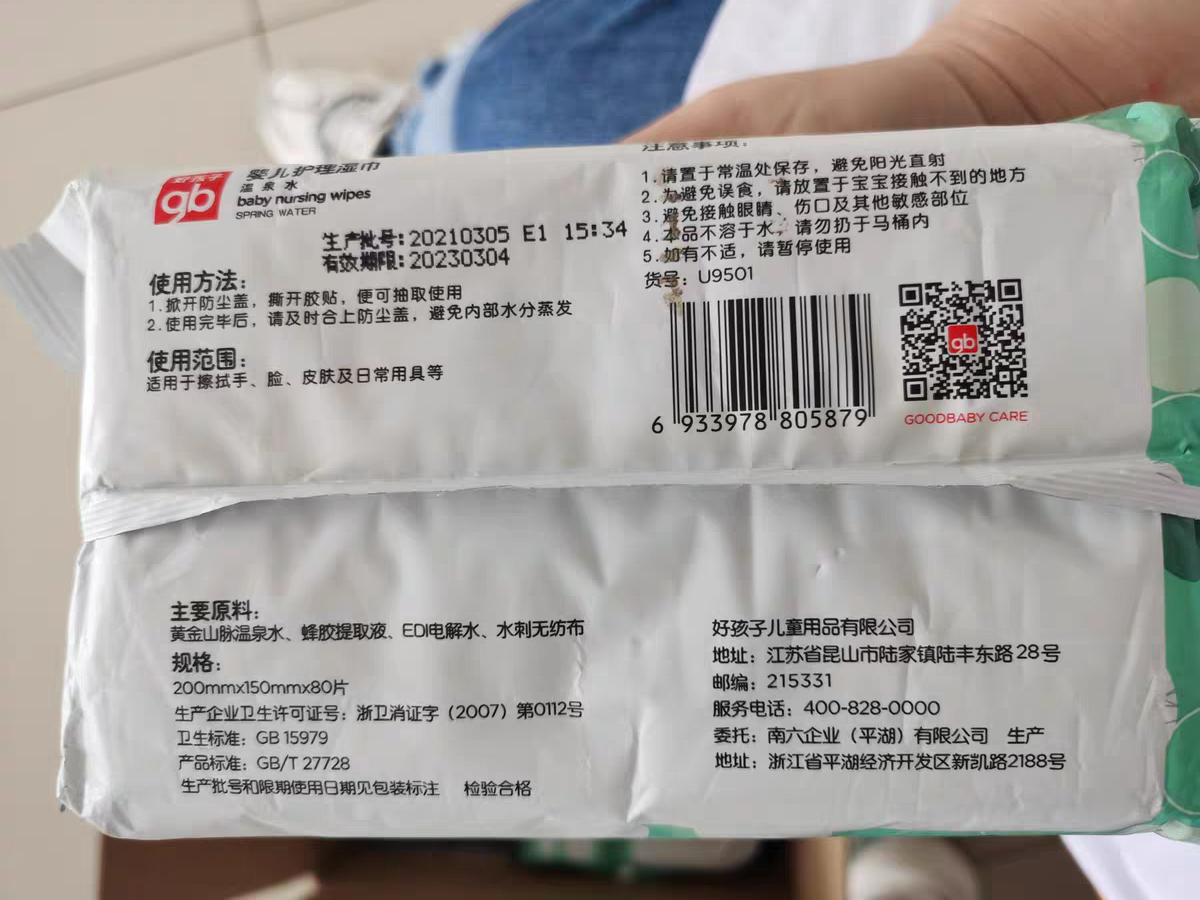 好孩子
gb
婴儿护理湿巾
温泉水
baby nursing wipes
SPRING WATER
生产批号:20210305 E1 15:34
有效期限:20230304
使用方法:
1.掀开防尘盖，撕开胶贴，便可抽取使用
2.使用完毕后，请及时合上防尘盖，避免内部水分蒸发
使用范围:
适用于擦拭手、脸、皮肤及日常用具等
注意事项:
1.请置于常温处保存，避免阳光直射
2.为避免误食，请放置于宝宝接触不到的地方
3.避免接触眼睛、伤口及其他敏感部位
4.本品不溶于水，请勿扔于马桶内
5.如有不适，请暂停使用
货号: U9501
6 933978 805879
gb
GOODBABY CARE
主要原料:
黄金山脉温泉水、蜂胶提取液、EDI电解水、水刺无纺布
规格:
200mmx150mmx80片
生产企业卫生许可证号：浙卫消证字（2007）第0112号
卫生标准：GB 15979
产品标准：GB/T 27728
生产批号和限期使用日期见包装标注 检验合格
好孩子儿童用品有限公司
地址：江苏省昆山市陆家镇陆丰东路28号
邮编：215331
服务电话：400-828-0000
委托：南六企业（平湖）有限公司 生产
地址：浙江省平湖经济开发区新凯路2188号